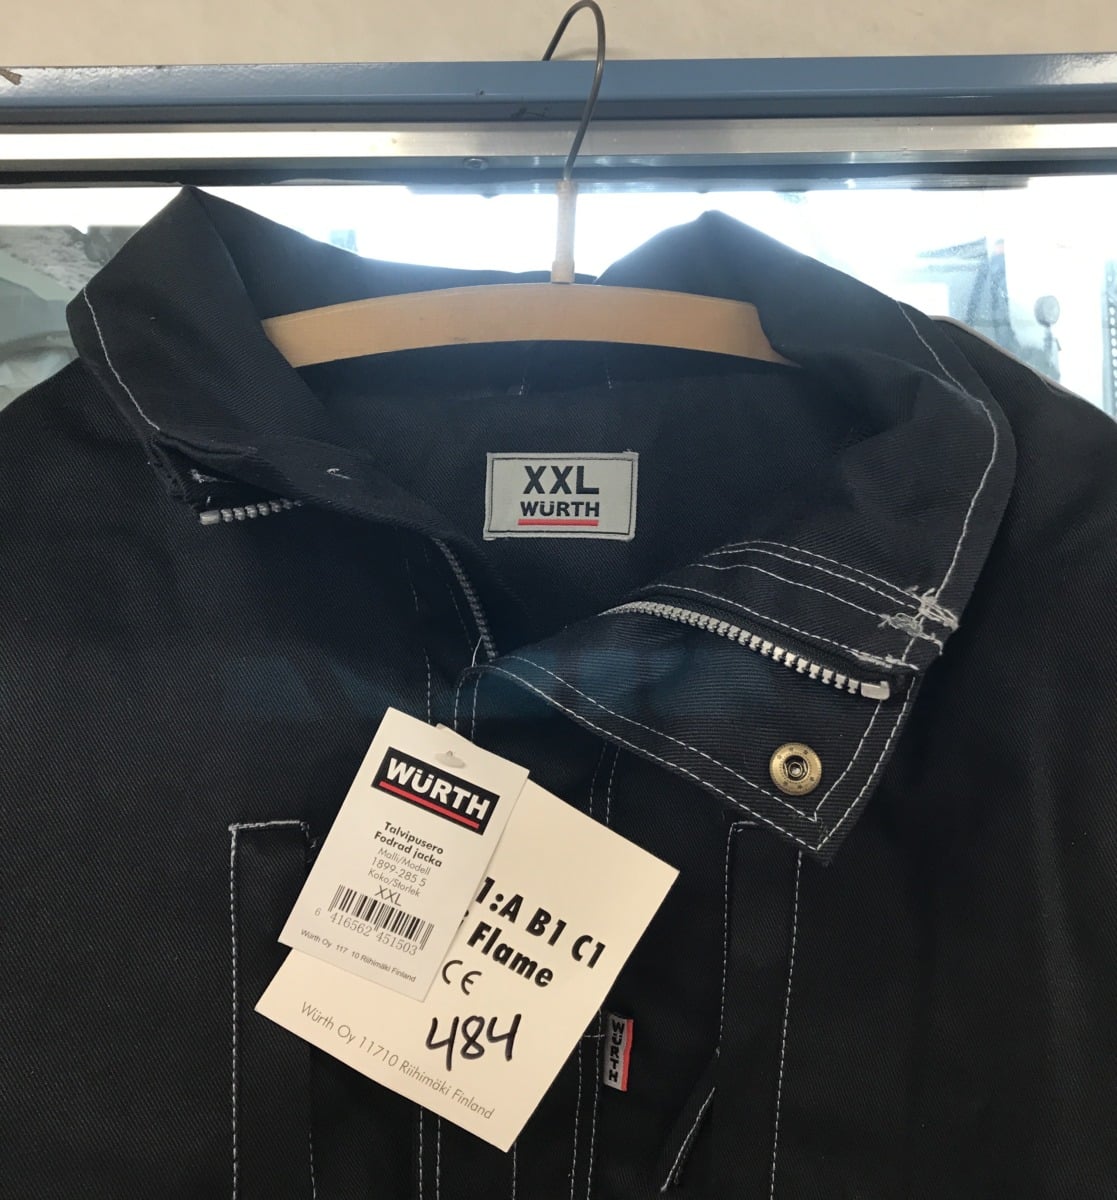 XXL
WÜRTH
WÜRTH
Talvipusero
Fodrad jacka
Malli/Modell
1899-285 5
Koko/Storlek
XXL
6 416562 451503
Würth Oy 117 10 Riihimäki Finland
1:A B1 C1
: Flame
CE
484
Würth Oy 11710 Riihimäki Finland
WÜRTH